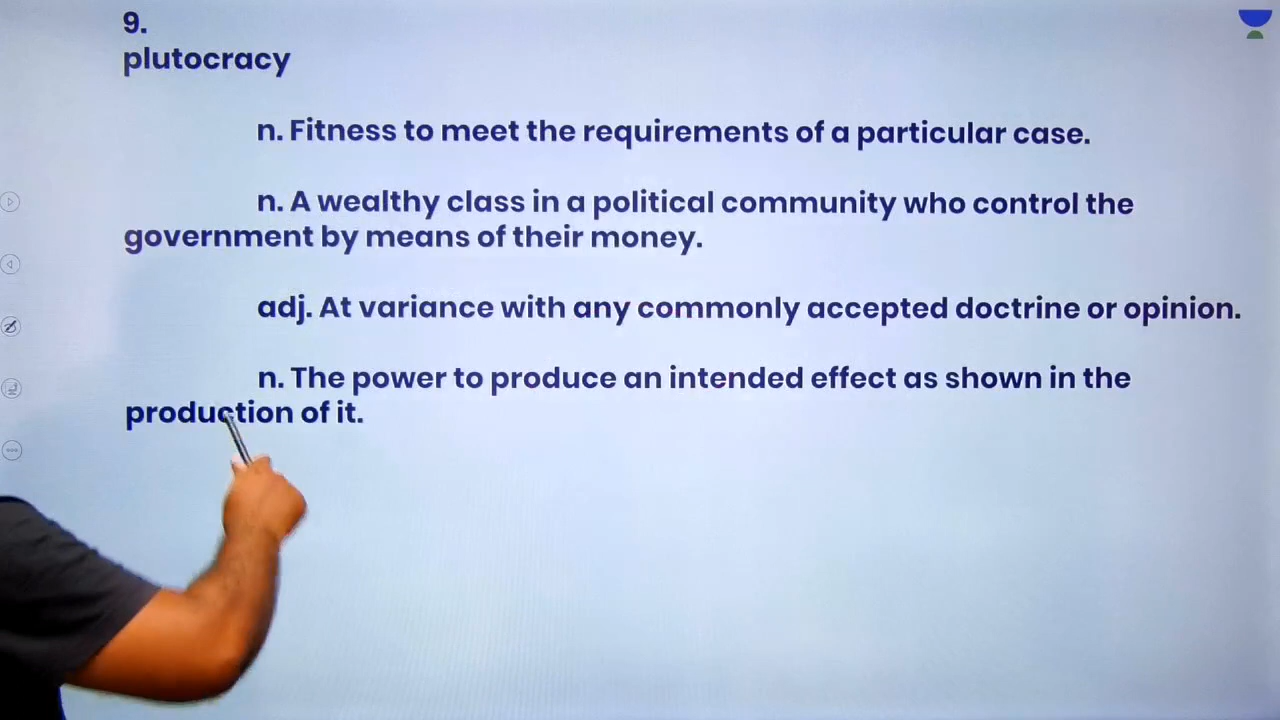 9.
plutocracy
n. Fitness to meet the requirements of a particular case.
n. A wealthy class in a political community who control the
government by means of their money.
adj. At variance with any commonly accepted doctrine or opinion.
n. The power to produce an intended effect as shown in the
production of it.